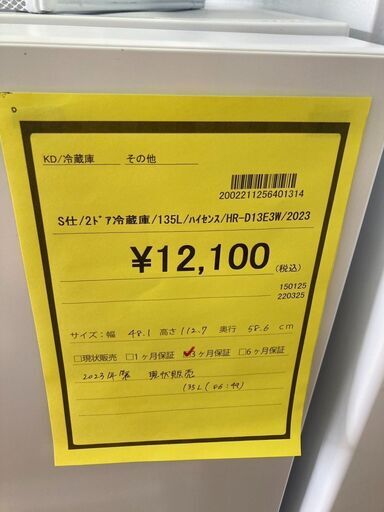 KD/冷蔵庫 その他
2002211256401314
S仕/2ﾄﾞｱ冷蔵庫/135L/ﾊｲｾﾝｽ/HR-D13E3W/2023
¥12,100(税込)
150125
220325
サイズ:幅 48.1 高さ 112.7 奥行 58.6 cm
□現状販売 □1ヶ月保証 ☑3ヶ月保証 □6ヶ月保証
2023年製 現状販売
135L(86:49)